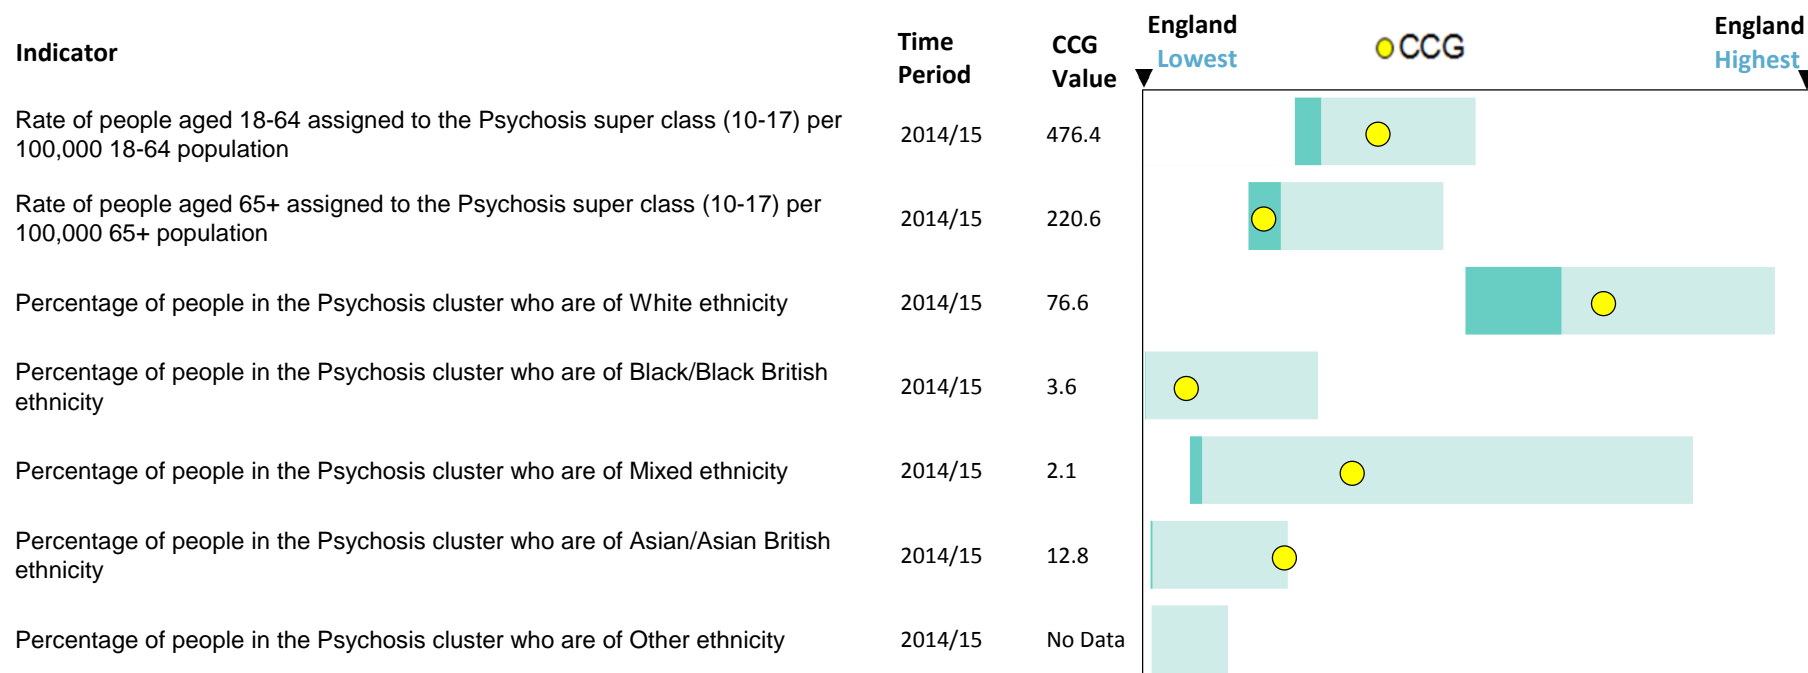 Indicator
Time
Period
CCG
Value
England
Lowest
CCG
England
Highest
Rate of people aged 18-64 assigned to the Psychosis super class (10-17) per
100,000 18-64 population
2014/15
476.4
Rate of people aged 65+ assigned to the Psychosis super class (10-17) per
100,000 65+ population
2014/15
220.6
Percentage of people in the Psychosis cluster who are of White ethnicity
2014/15
76.6
Percentage of people in the Psychosis cluster who are of Black/Black British
ethnicity
2014/15
3.6
Percentage of people in the Psychosis cluster who are of Mixed ethnicity
2014/15
2.1
Percentage of people in the Psychosis cluster who are of Asian/Asian British
ethnicity
2014/15
12.8
Percentage of people in the Psychosis cluster who are of Other ethnicity
2014/15
No Data